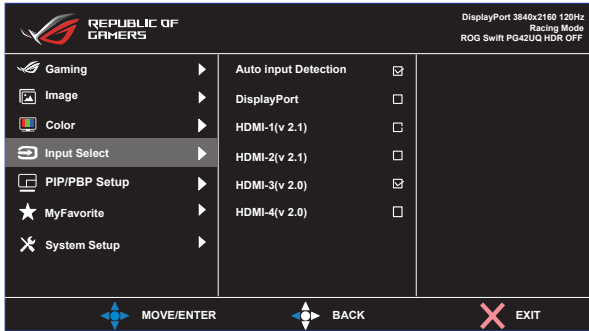 REPUBLIC OF
GAMERS
DisplayPort 3840x2160 120Hz
Racing Mode
ROG Swift PG42UQ HDR OFF
Gaming
Image
Color
Input Select
PIP/PBP Setup
MyFavorite
System Setup
Auto input Detection
DisplayPort
HDMI-1(v 2.1)
HDMI-2(v 2.1)
HDMI-3(v 2.0)
HDMI-4(v 2.0)
MOVE/ENTER
BACK
EXIT